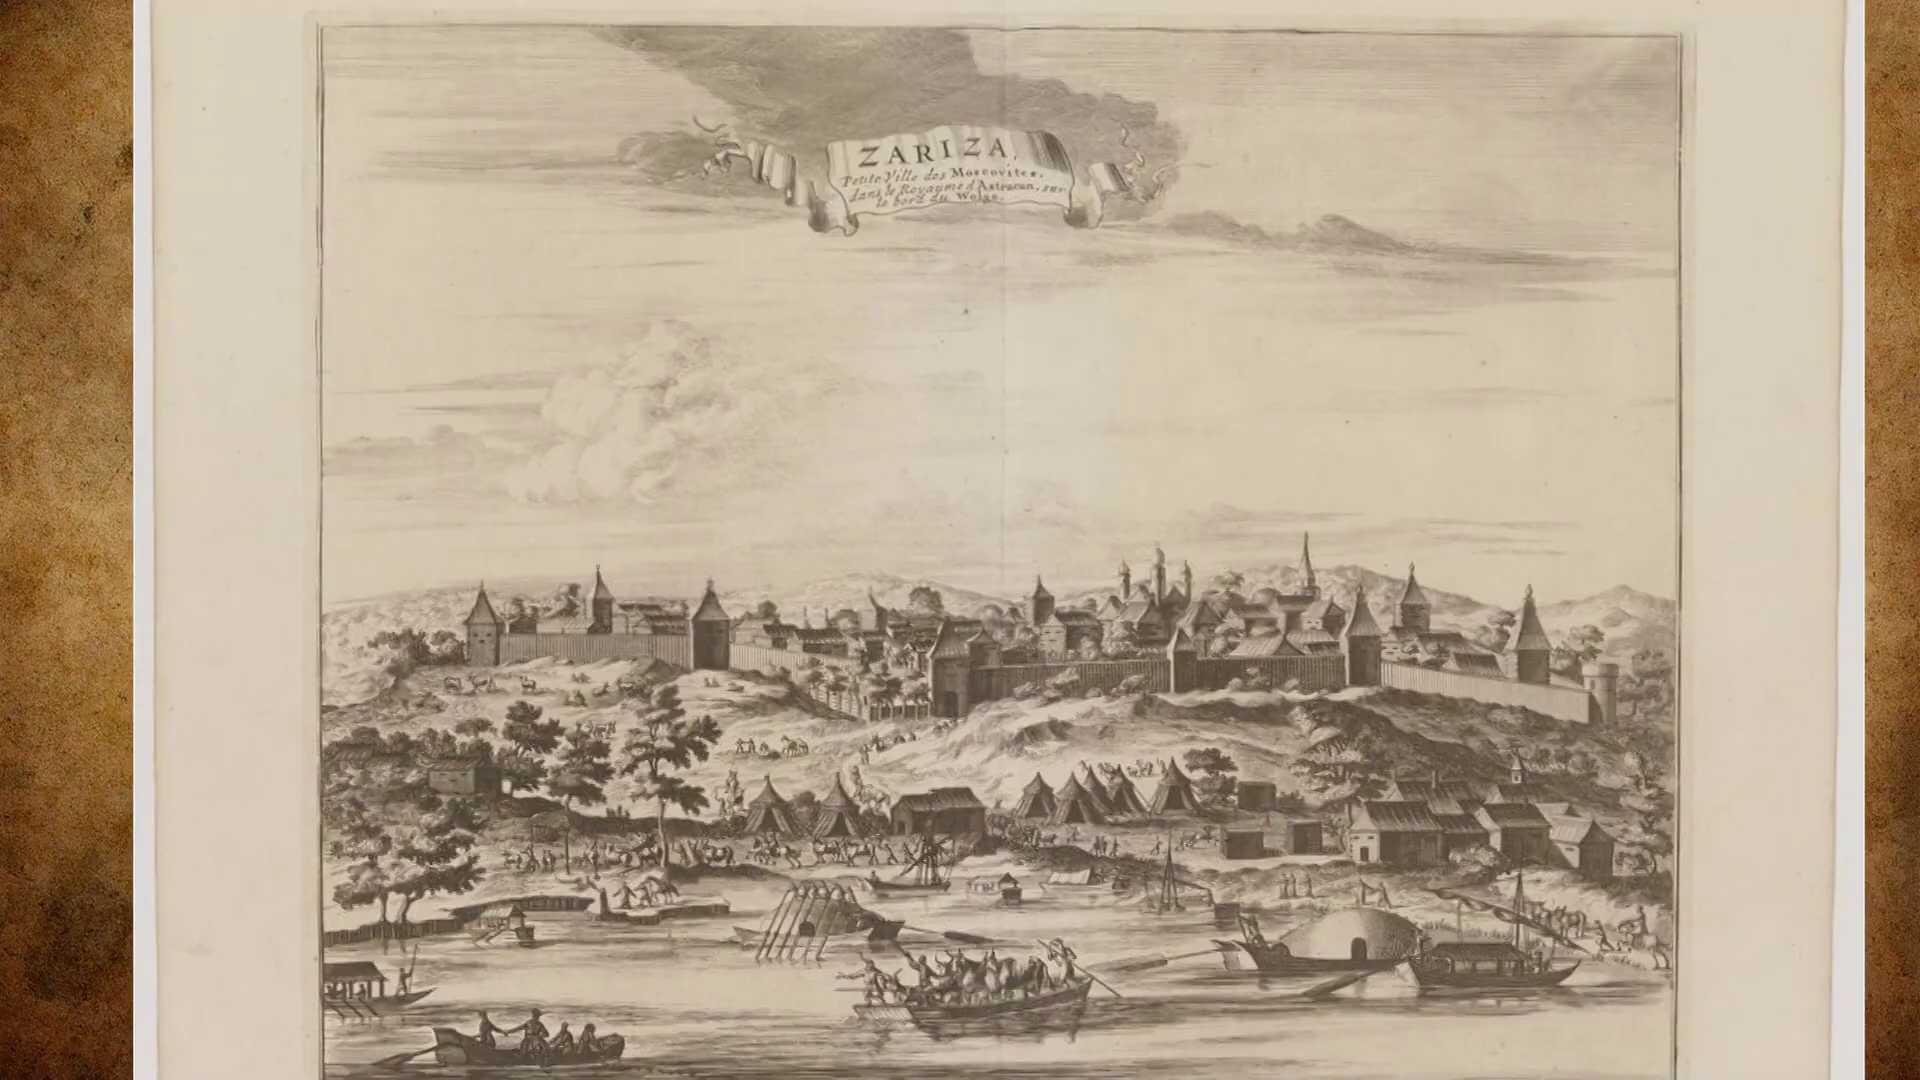 ZARIZA,
Petite Ville des Moscovites,
dans le Royaume d'Astracan, sur
le bord du Wolga.